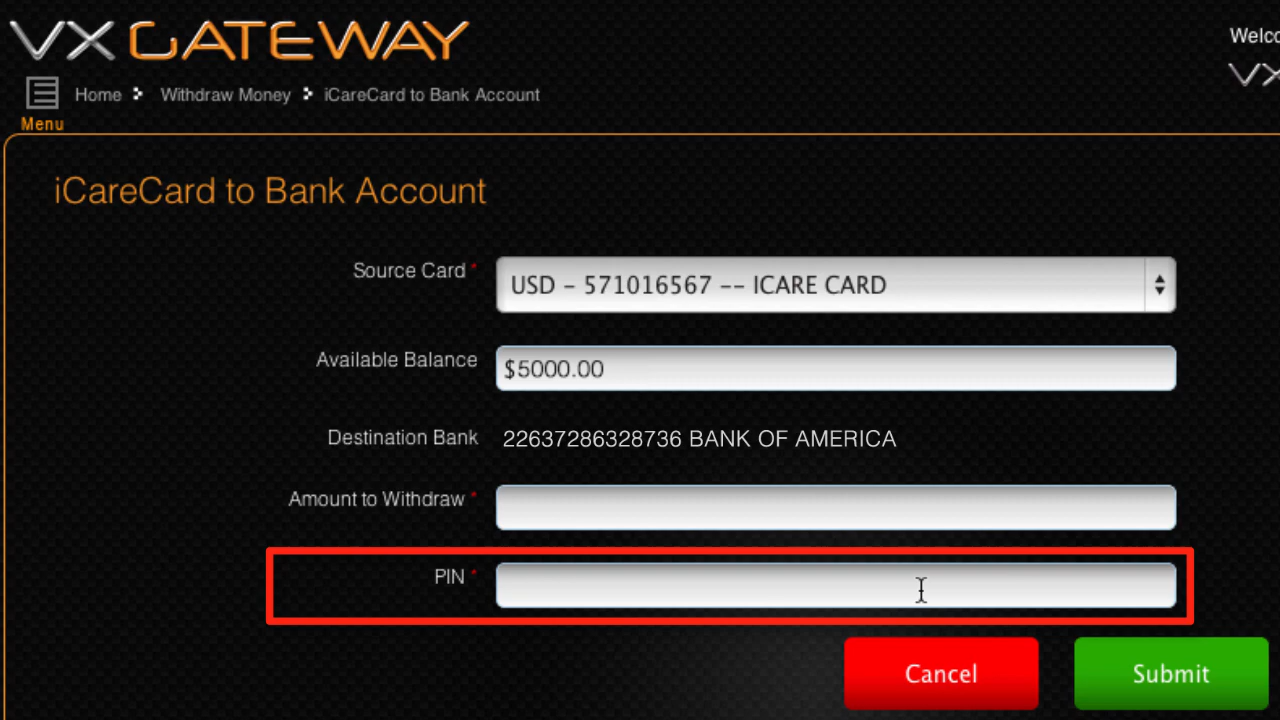 VX GATEWAY
Welco
VX
Home Withdraw Money iCareCard to Bank Account
Menu
iCareCard to Bank Account
Source Card *
USD - 571016567 -- ICARE CARD
Available Balance
$5000.00
Destination Bank
22637286328736 BANK OF AMERICA
Amount to Withdraw *
PIN *
Cancel
Submit